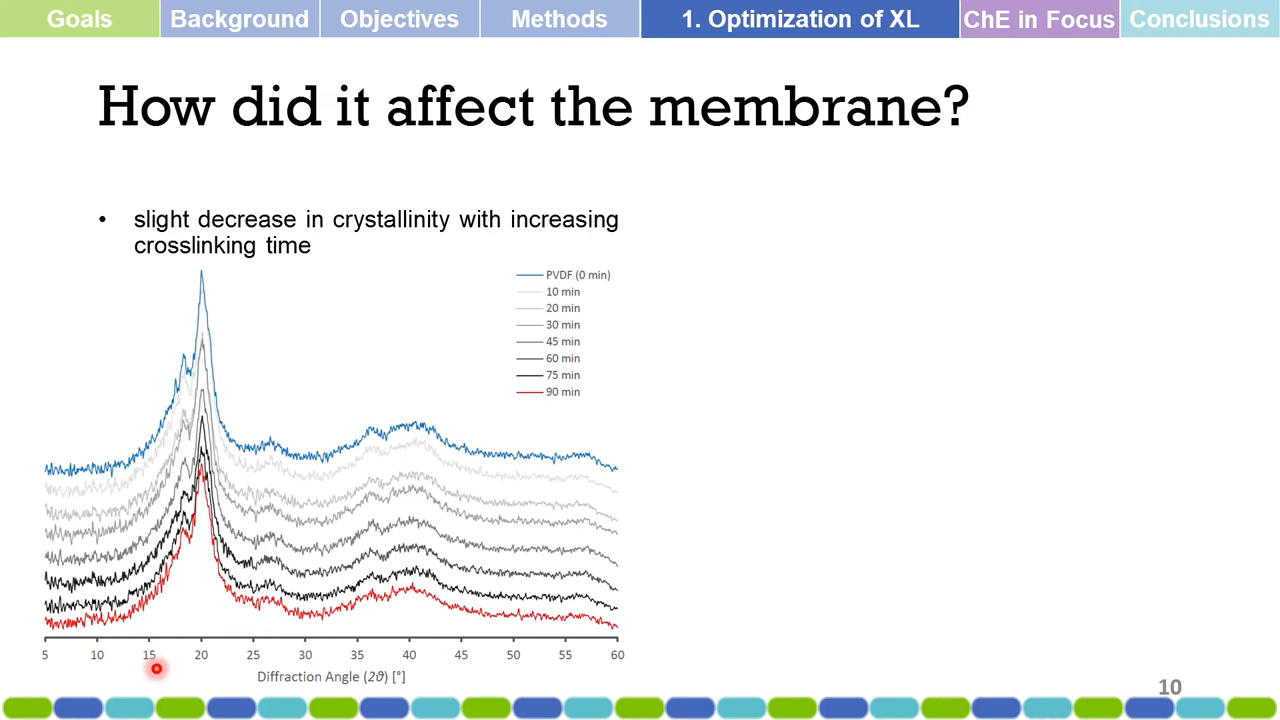 Goals Background Objectives Methods 1. Optimization of XL ChE in Focus Conclusions
How did it affect the membrane?
• slight decrease in crystallinity with increasing
crosslinking time
PVDF (0 min)
10 min
20 min
30 min
45 min
60 min
75 min
90 min
5 10 15 20 25 30 35 40 45 50 55 60
Diffraction Angle (2ϑ) [°]
10